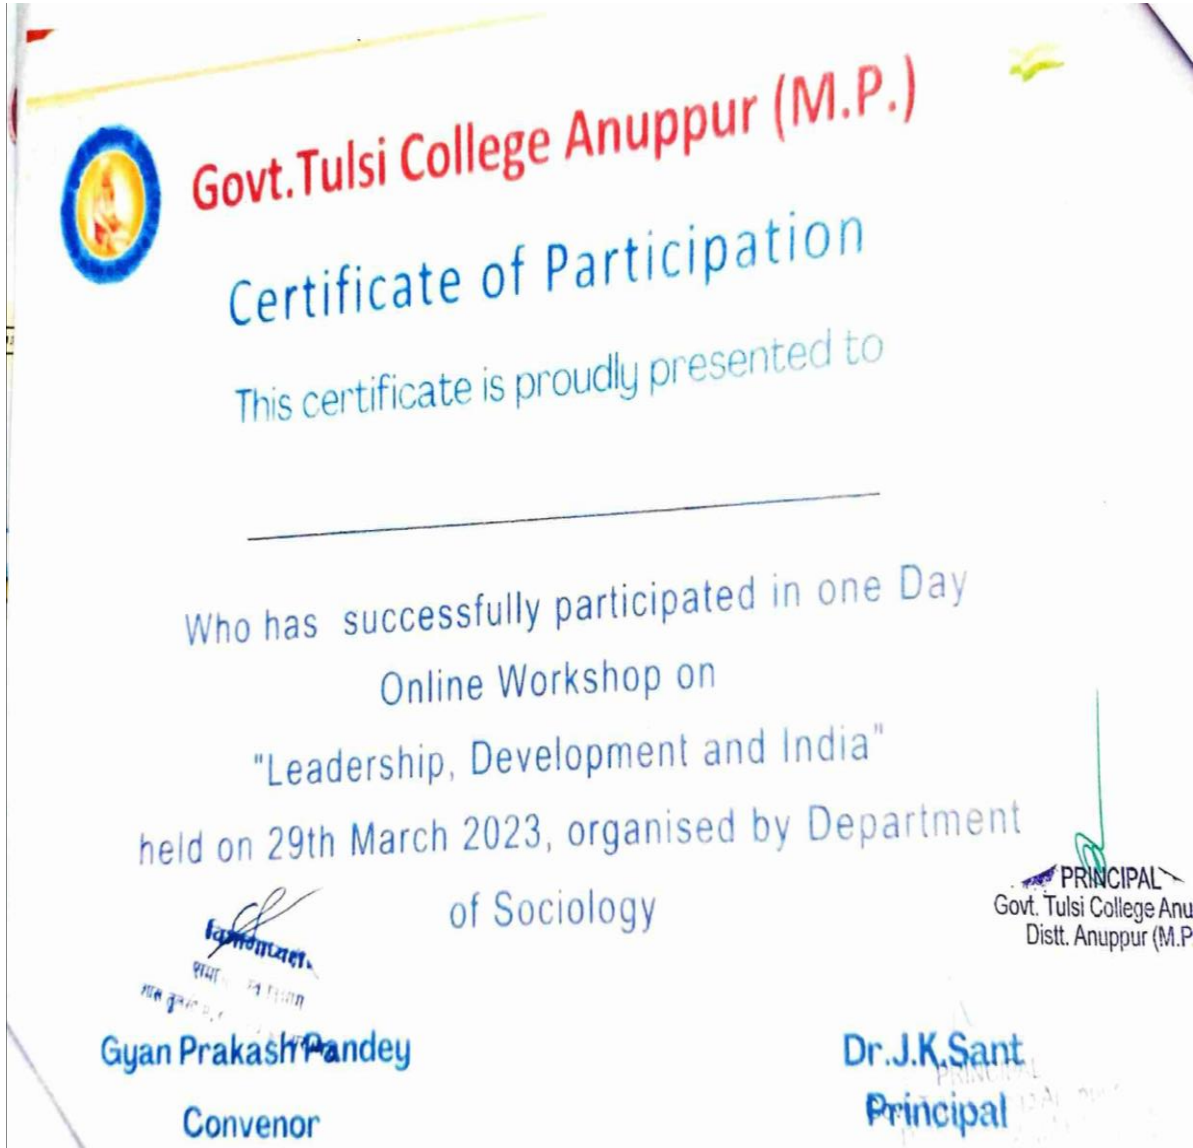 Govt.Tulsi College Anuppur (M.P.)
Certificate of Participation
This certificate is proudly presented to
Who has successfully participated in one Day
Online Workshop on
"Leadership, Development and India"
held on 29th March 2023, organised by Department
of Sociology
विभागाध्यक्ष
PRINCIPAL
Govt. Tulsi College Anu
Distt. Anuppur (M.P
Gyan Prakash Pandey
Convenor
Dr.J.K.Sant
Principal